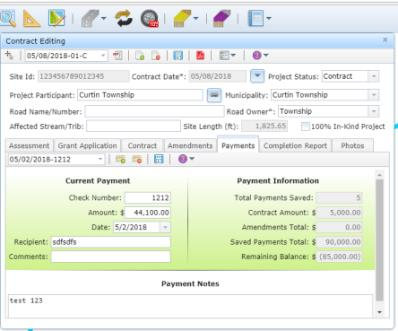 Contract Editing x
05/08/2018-01-C
Site Id: 123456789012345 Contract Date*: 05/08/2018 Project Status: Contract
Project Participant: Curtin Township Municipality: Curtin Township
Road Name/Number: Road Owner*: Township
Affected Stream/Trib: Site Length (ft): 1,825.65 100% In-Kind Project
Assessment Grant Application Contract Amendments Payments Completion Report Photos
05/02/2018-1212
Current Payment Payment Information
Check Number: 1212 Total Payments Saved: 5
Amount: $ 44,100.00 Contract Amount: $ 5,000.00
Date: 5/2/2018 Amendments Total: $ 0.00
Recipient: sdfsdfs Saved Payments Total: $ 90,000.00
Comments: Remaining Balance: $ (85,000.00)
Payment Notes
test 123